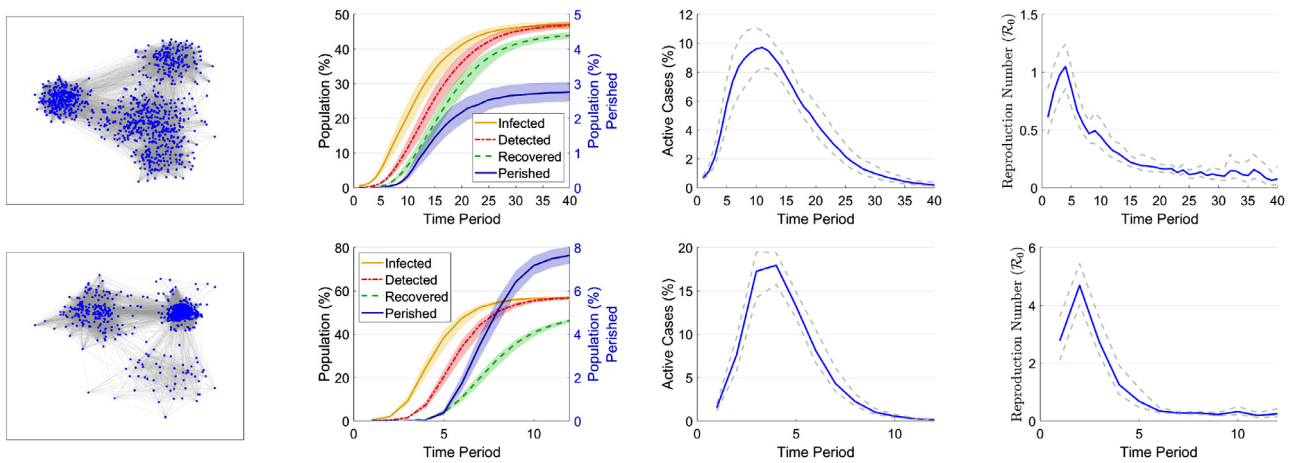 50
40
30
20
10
0
Population (%)
0 5 10 15 20 25 30 35 40
Time Period
5
4
3
2
1
0
Population (%)
Perished
Infected
Detected
Recovered
Perished
12
10
8
6
4
2
0
Active Cases (%)
0 5 10 15 20 25 30 35 40
Time Period
1.5
1
0.5
0
Reproduction Number (R₀)
0 5 10 15 20 25 30 35 40
Time Period
80
60
40
20
0
Population (%)
0 5 10
Time Period
8
6
4
2
0
Population (%)
Perished
Infected
Detected
Recovered
Perished
20
15
10
5
0
Active Cases (%)
0 5 10
Time Period
6
4
2
0
Reproduction Number (R₀)
0 5 10
Time Period